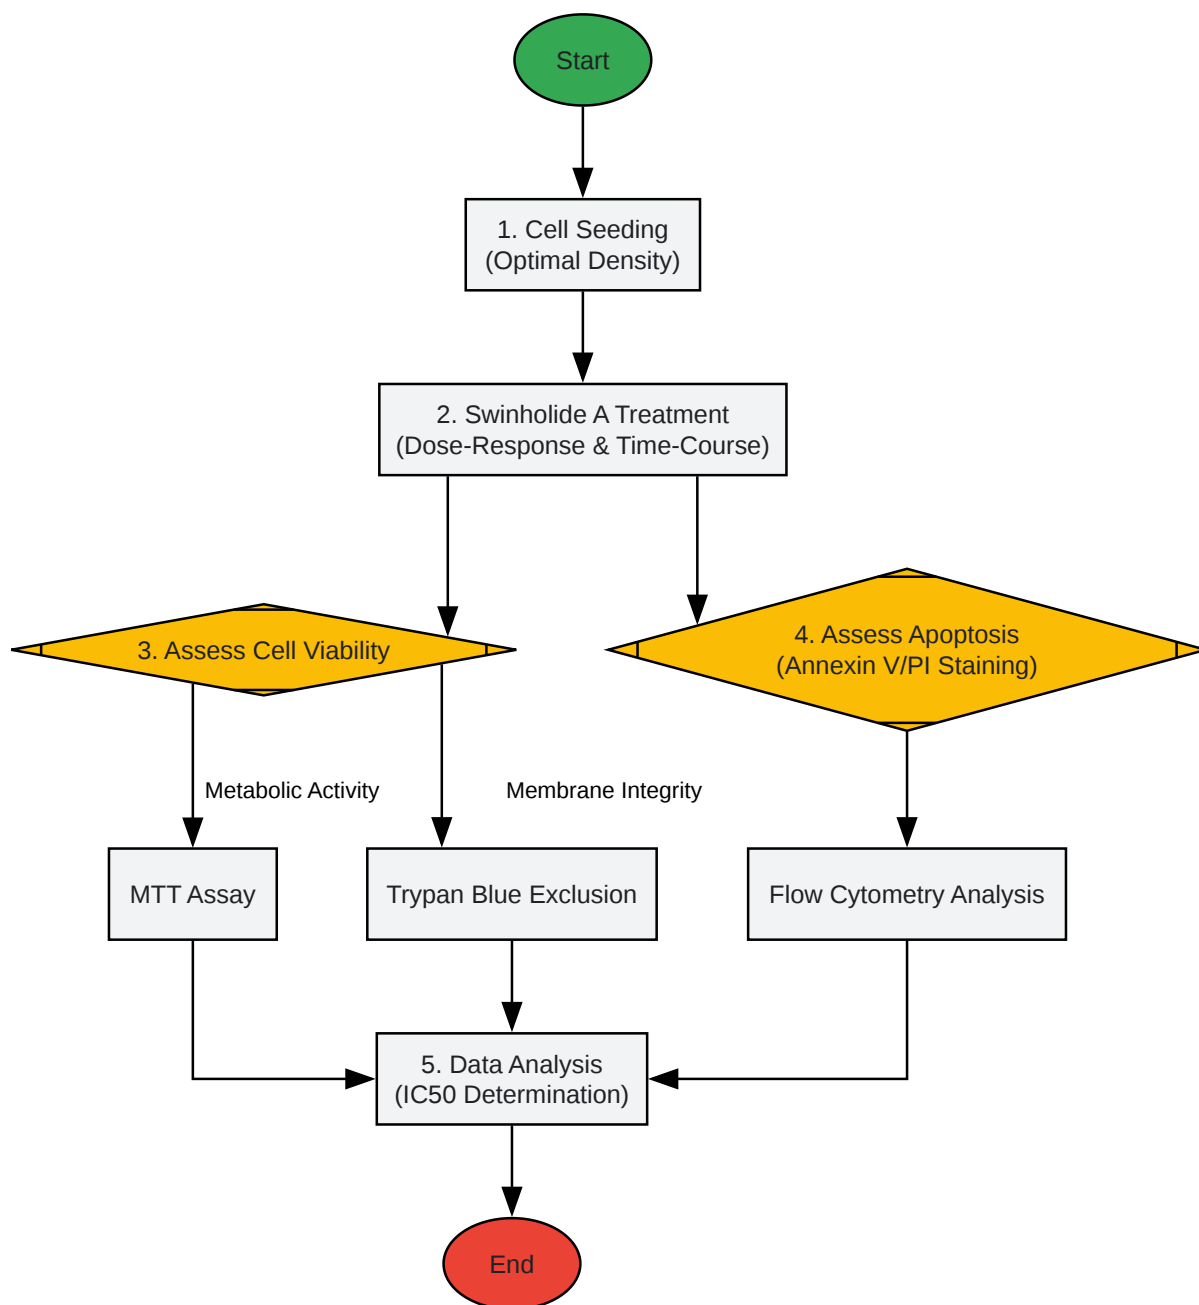 Start
1. Cell Seeding
(Optimal Density)
2. Swinholide A Treatment
(Dose-Response & Time-Course)
3. Assess Cell Viability
4. Assess Apoptosis
(Annexin V/PI Staining)
Metabolic Activity
Membrane Integrity
MTT Assay
Trypan Blue Exclusion
Flow Cytometry Analysis
5. Data Analysis
(IC50 Determination)
End